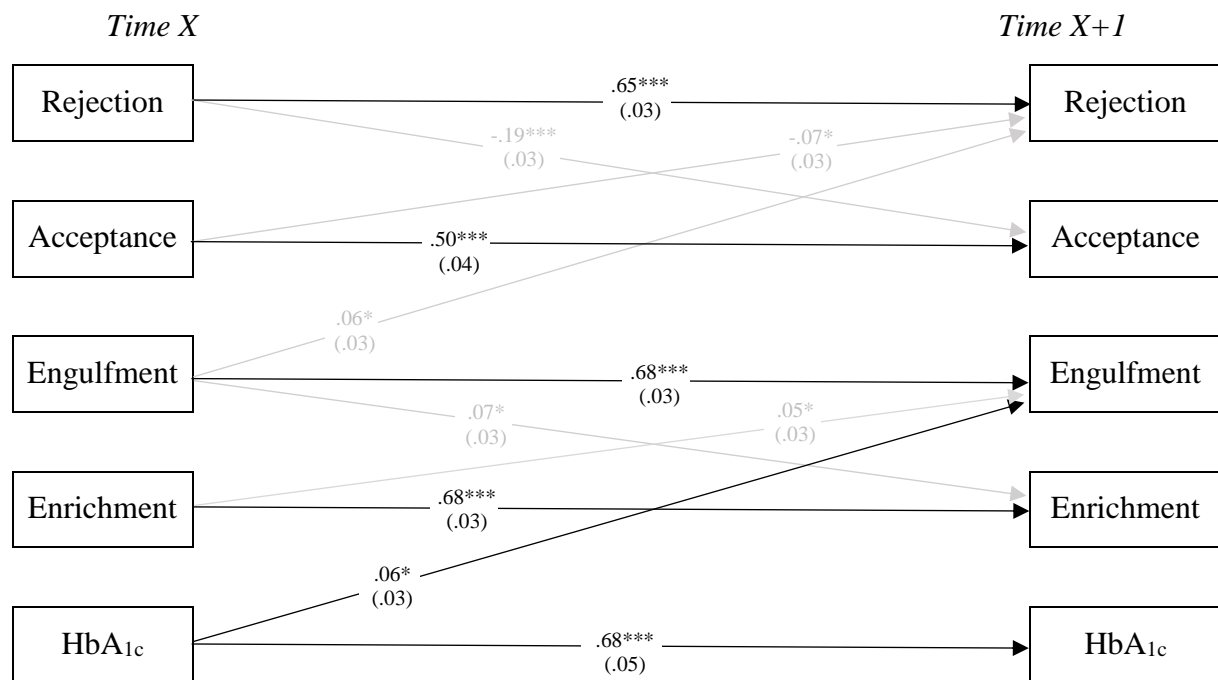 Time X Time X+1
Rejection .65*** Rejection
(.03)
-.19*** -.07*
(.03) (.03)
Acceptance .50*** Acceptance
(.04)
.06*
(.03)
Engulfment .68*** Engulfment
(.03)
.07* .05*
(.03) (.03)
Enrichment .68*** Enrichment
(.03)
.06*
(.03)
HbA1c .68*** HbA1c
(.05)